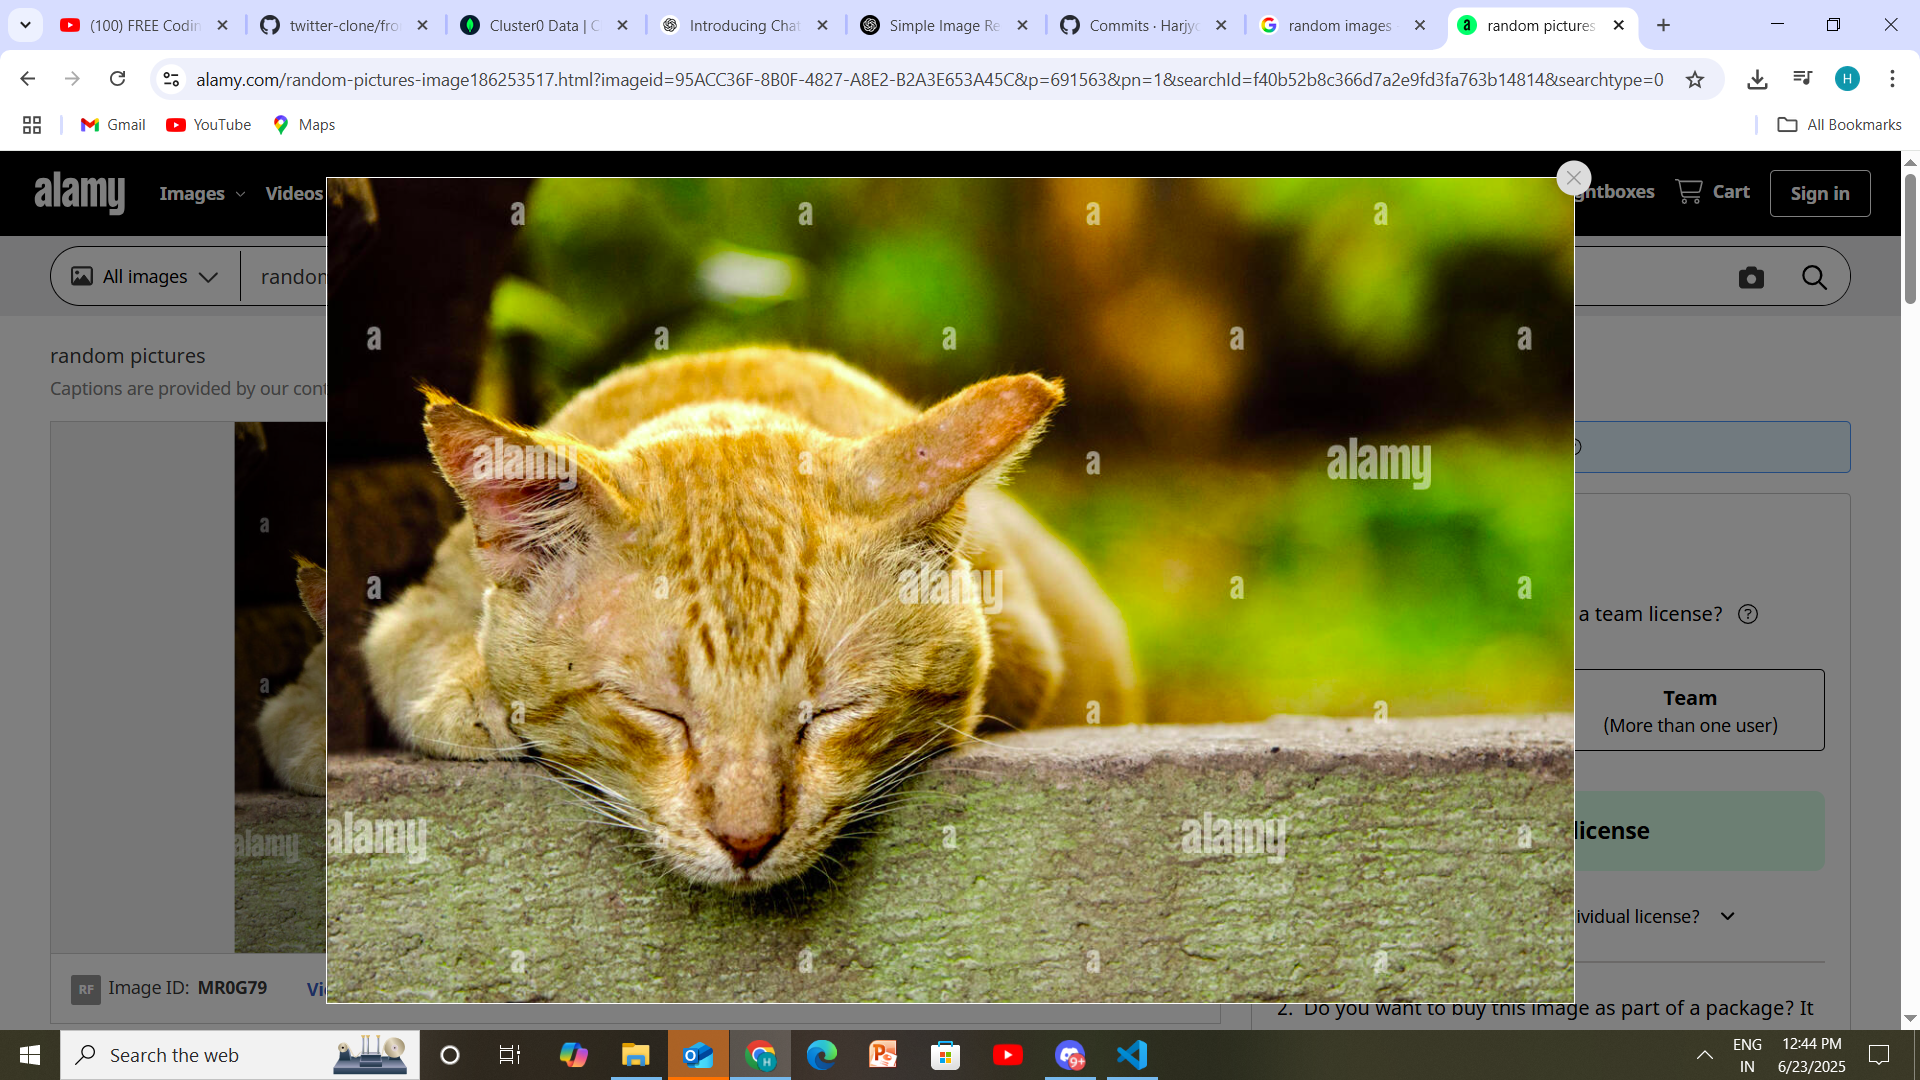 (100) FREE Codin
twitter-clone/fro
Cluster0 Data | C
Introducing Chat
Simple Image Re
Commits · Harjyo
random images
random pictures
alamy.com/random-pictures-image186253517.html?imageid=95ACC36F-8B0F-4827-A8E2-B2A3E653A45C&p=691563&pn=1&searchId=f40b52b8c366d7a2e9fd3fa763b14814&searchtype=0
H
Gmail
YouTube
Maps
All Bookmarks
alamy
Images
Videos
ghtboxes
Cart
Sign in
All images
random
random pictures
Captions are provided by our cont
a a a a
a a a a a
alamy a a alamy
a a alamy a a
a a a a
alamy a a alamy a
a a a a
a
a
alamy
a team license?
Team
(More than one user)
license
ividual license?
RF Image ID: MR0G79
Vi
2. Do you want to buy this image as part of a package? It
Search the web
9+
ENG
IN
12:44 PM
6/23/2025